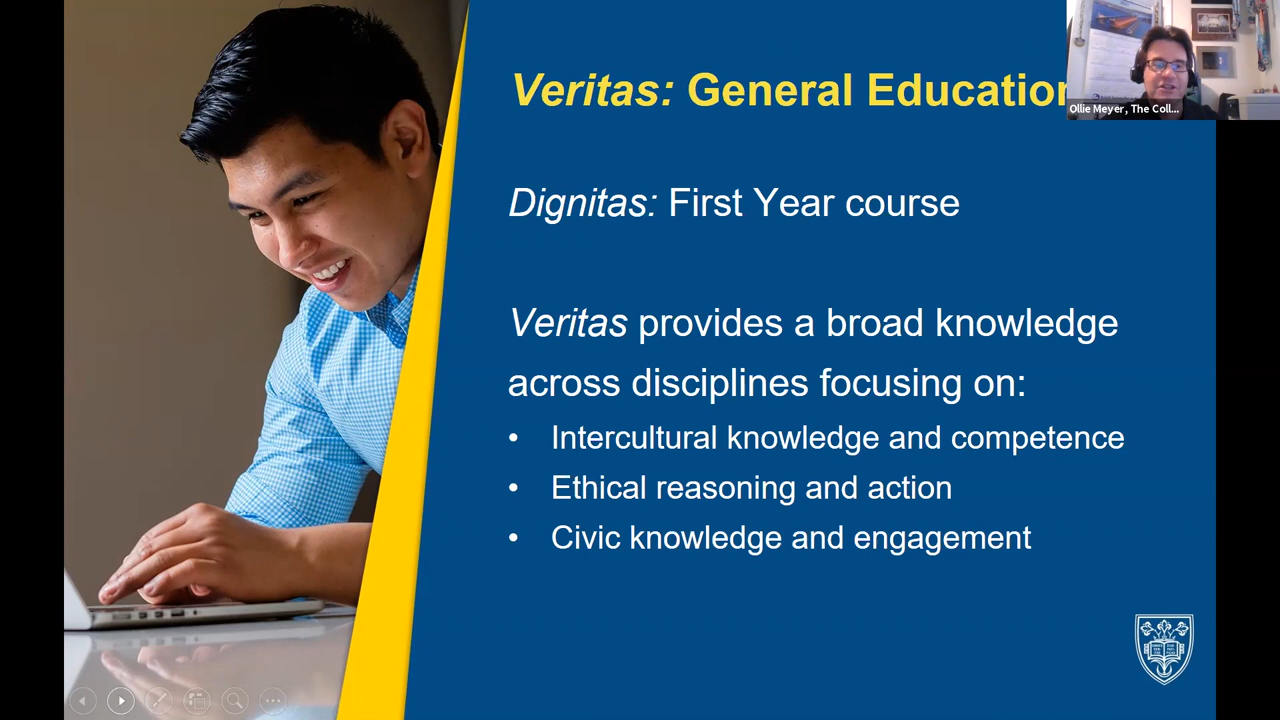 Veritas: General Education
Ollie Meyer, The Coll...
Dignitas: First Year course
Veritas provides a broad knowledge
across disciplines focusing on:
• Intercultural knowledge and competence
• Ethical reasoning and action
• Civic knowledge and engagement